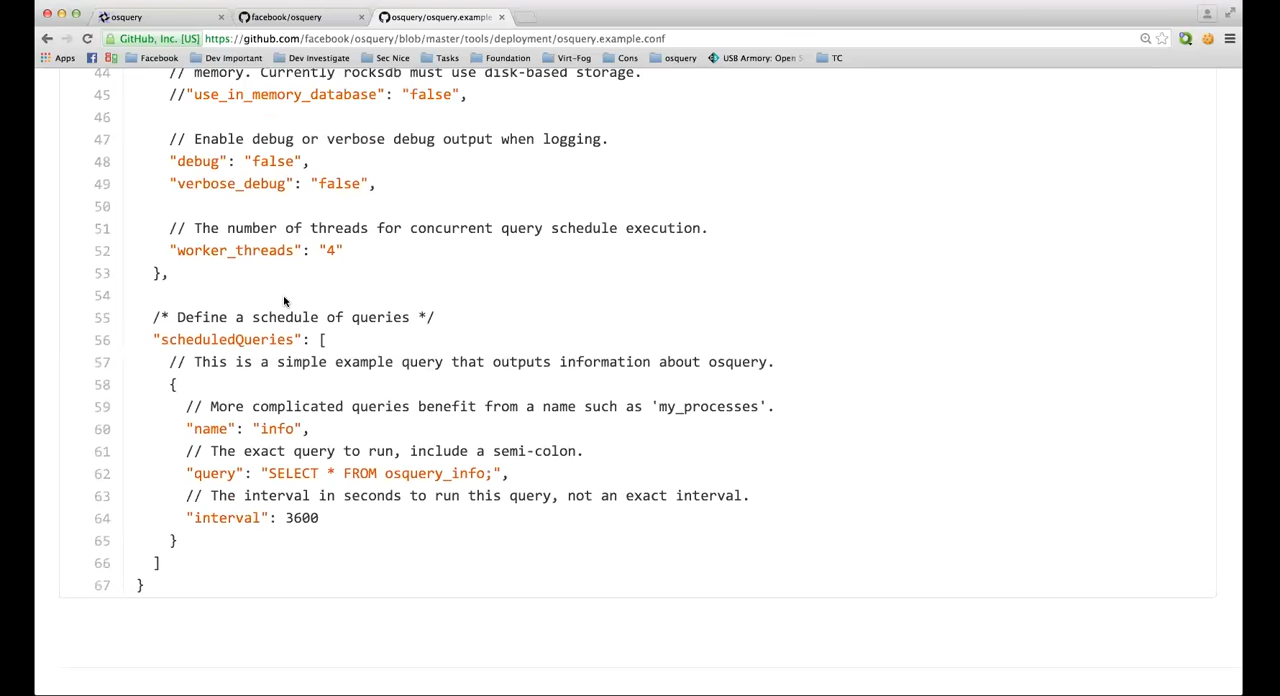 osquery
facebook/osquery
osquery/osquery.example
GitHub, Inc. [US] https://github.com/facebook/osquery/blob/master/tools/deployment/osquery.example.conf
Apps Facebook Dev Important Dev Investigate Sec Nice Tasks Foundation Virt-Fog Cons osquery USB Armory: Open S TC
44 // memory. Currently rocksdb must use disk-based storage.
45 //"use_in_memory_database": "false",
46
47 // Enable debug or verbose debug output when logging.
48 "debug": "false",
49 "verbose_debug": "false",
50
51 // The number of threads for concurrent query schedule execution.
52 "worker_threads": "4"
53 },
54
55 /* Define a schedule of queries */
56 "scheduledQueries": [
57 // This is a simple example query that outputs information about osquery.
58 {
59 // More complicated queries benefit from a name such as 'my_processes'.
60 "name": "info",
61 // The exact query to run, include a semi-colon.
62 "query": "SELECT * FROM osquery_info;",
63 // The interval in seconds to run this query, not an exact interval.
64 "interval": 3600
65 }
66 ]
67 }